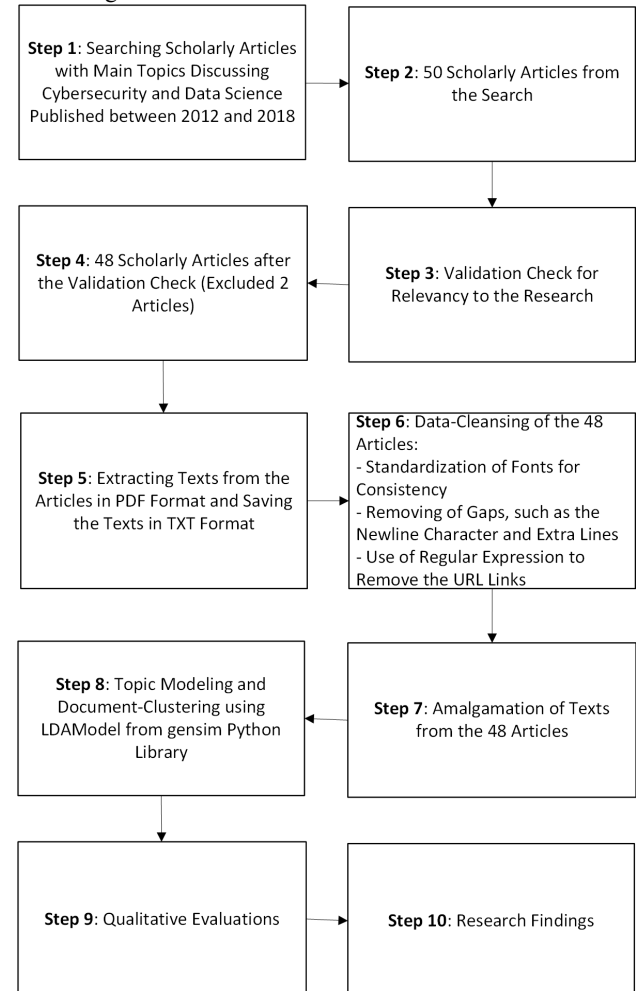 Step 1: Searching Scholarly Articles
with Main Topics Discussing
Cybersecurity and Data Science
Published between 2012 and 2018
Step 2: 50 Scholarly Articles from
the Search
Step 3: Validation Check for
Relevancy to the Research
Step 4: 48 Scholarly Articles after
the Validation Check (Excluded 2
Articles)
Step 5: Extracting Texts from the
Articles in PDF Format and Saving
the Texts in TXT Format
Step 6: Data-Cleansing of the 48
Articles:
- Standardization of Fonts for
Consistency
- Removing of Gaps, such as the
Newline Character and Extra Lines
- Use of Regular Expression to
Remove the URL Links
Step 7: Amalgamation of Texts
from the 48 Articles
Step 8: Topic Modeling and
Document-Clustering using
LDAModel from gensim Python
Library
Step 9: Qualitative Evaluations
Step 10: Research Findings